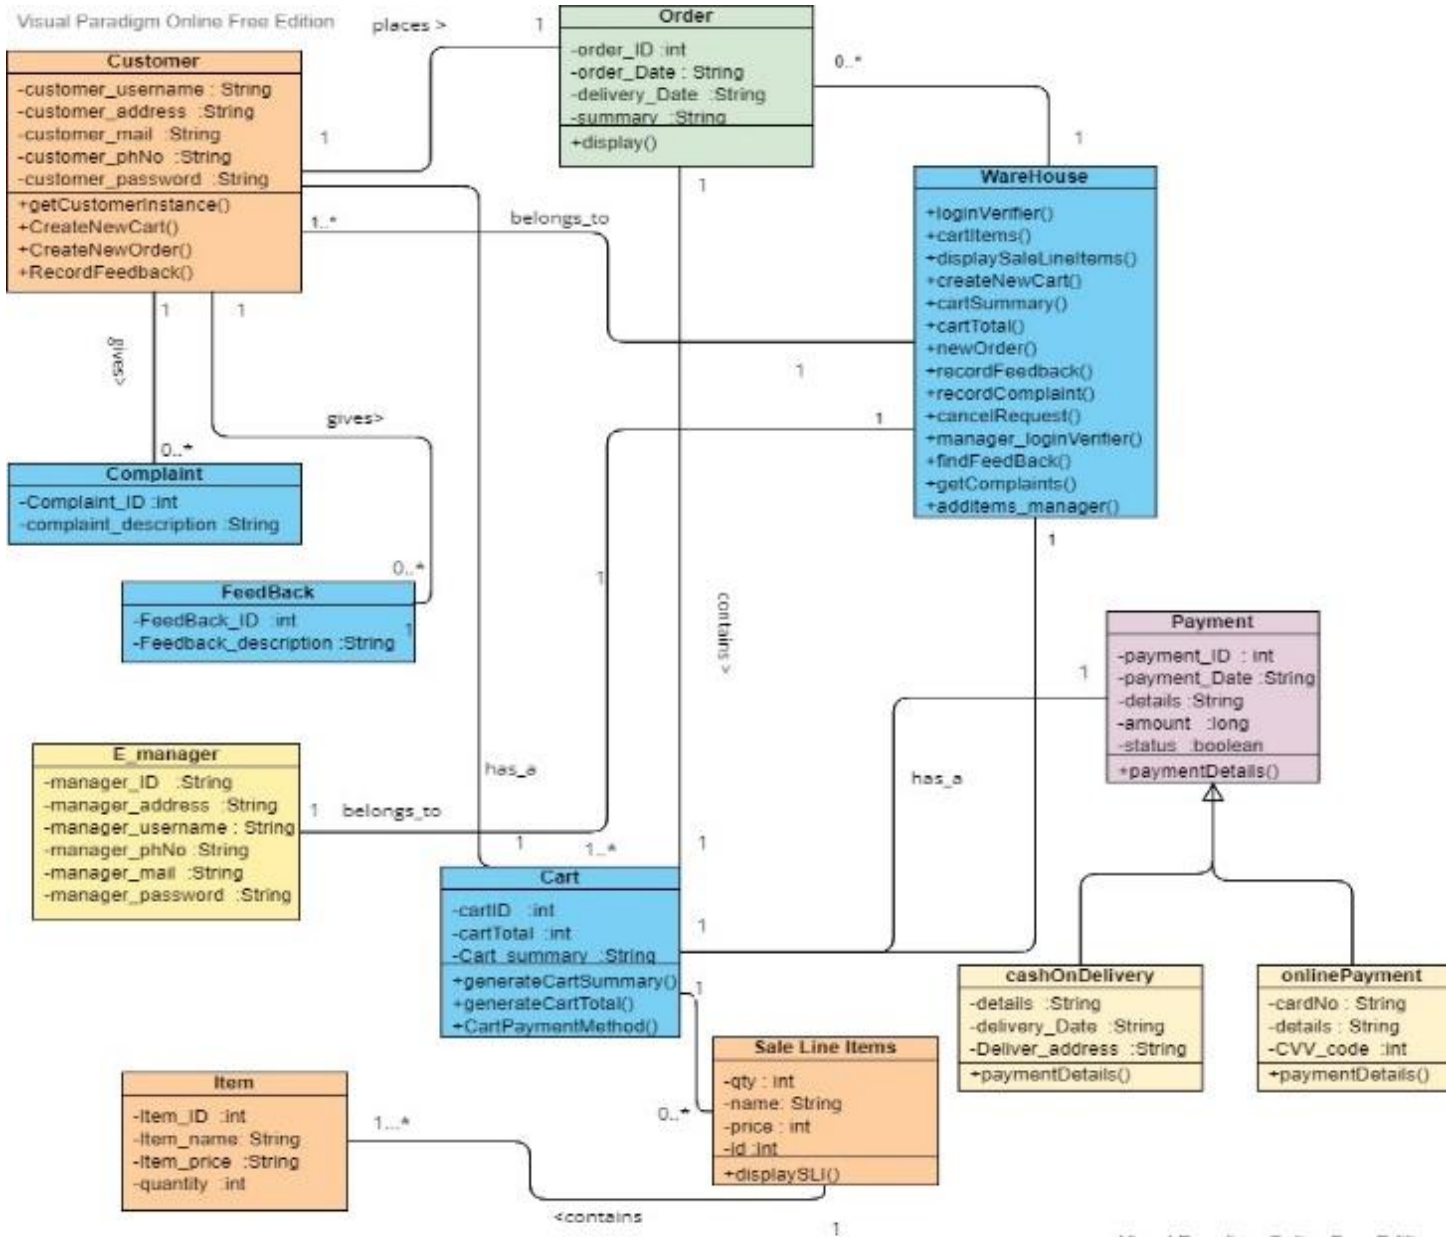 Visual Paradigm Online Free Edition
places >
1
Order
-order_ID :int
-order_Date : String
-delivery_Date :String
-summary :String
+display()
0..*
1
Customer
-customer_username : String
-customer_address :String
-customer_mail :String
-customer_phNo :String
-customer_password :String
+getCustomerInstance()
+CreateNewCart()
+CreateNewOrder()
+RecordFeedback()
1
1..*
belongs_to
1
1
WareHouse
+loginVerifier()
+cartItems()
+displaySaleLineItems()
+createNewCart()
+cartSummary()
+cartTotal()
+newOrder()
+recordFeedback()
+recordComplaint()
+cancelRequest()
+manager_loginVerifier()
+findFeedBack()
+getComplaints()
+additems_manager()
1
1
1
1
gives>
gives>
0..*
Complaint
-Complaint_ID :int
-complaint_description :String
0..*
FeedBack
-FeedBack_ID :int
-Feedback_description :String
1
1
contains >
Payment
-payment_ID : int
-payment_Date :String
-details :String
-amount :long
-status :boolean
+paymentDetails()
1
has_a
E_manager
-manager_ID :String
-manager_address :String
-manager_username : String
-manager_phNo :String
-manager_mail :String
-manager_password :String
1
belongs_to
has_a
1
1..*
1
Cart
-cartID :int
-cartTotal :int
-Cart_summary :String
+generateCartSummary()
+generateCartTotal()
+CartPaymentMethod()
1
1
cashOnDelivery
-details :String
-delivery_Date :String
-Deliver_address :String
+paymentDetails()
onlinePayment
-cardNo : String
-details : String
-CVV_code :int
+paymentDetails()
Sale Line Items
-qty : int
-name: String
-price : int
-id :int
+displaySLI()
0..*
Item
-Item_ID :int
-Item_name: String
-Item_price :String
-quantity :int
1...*
<contains
1